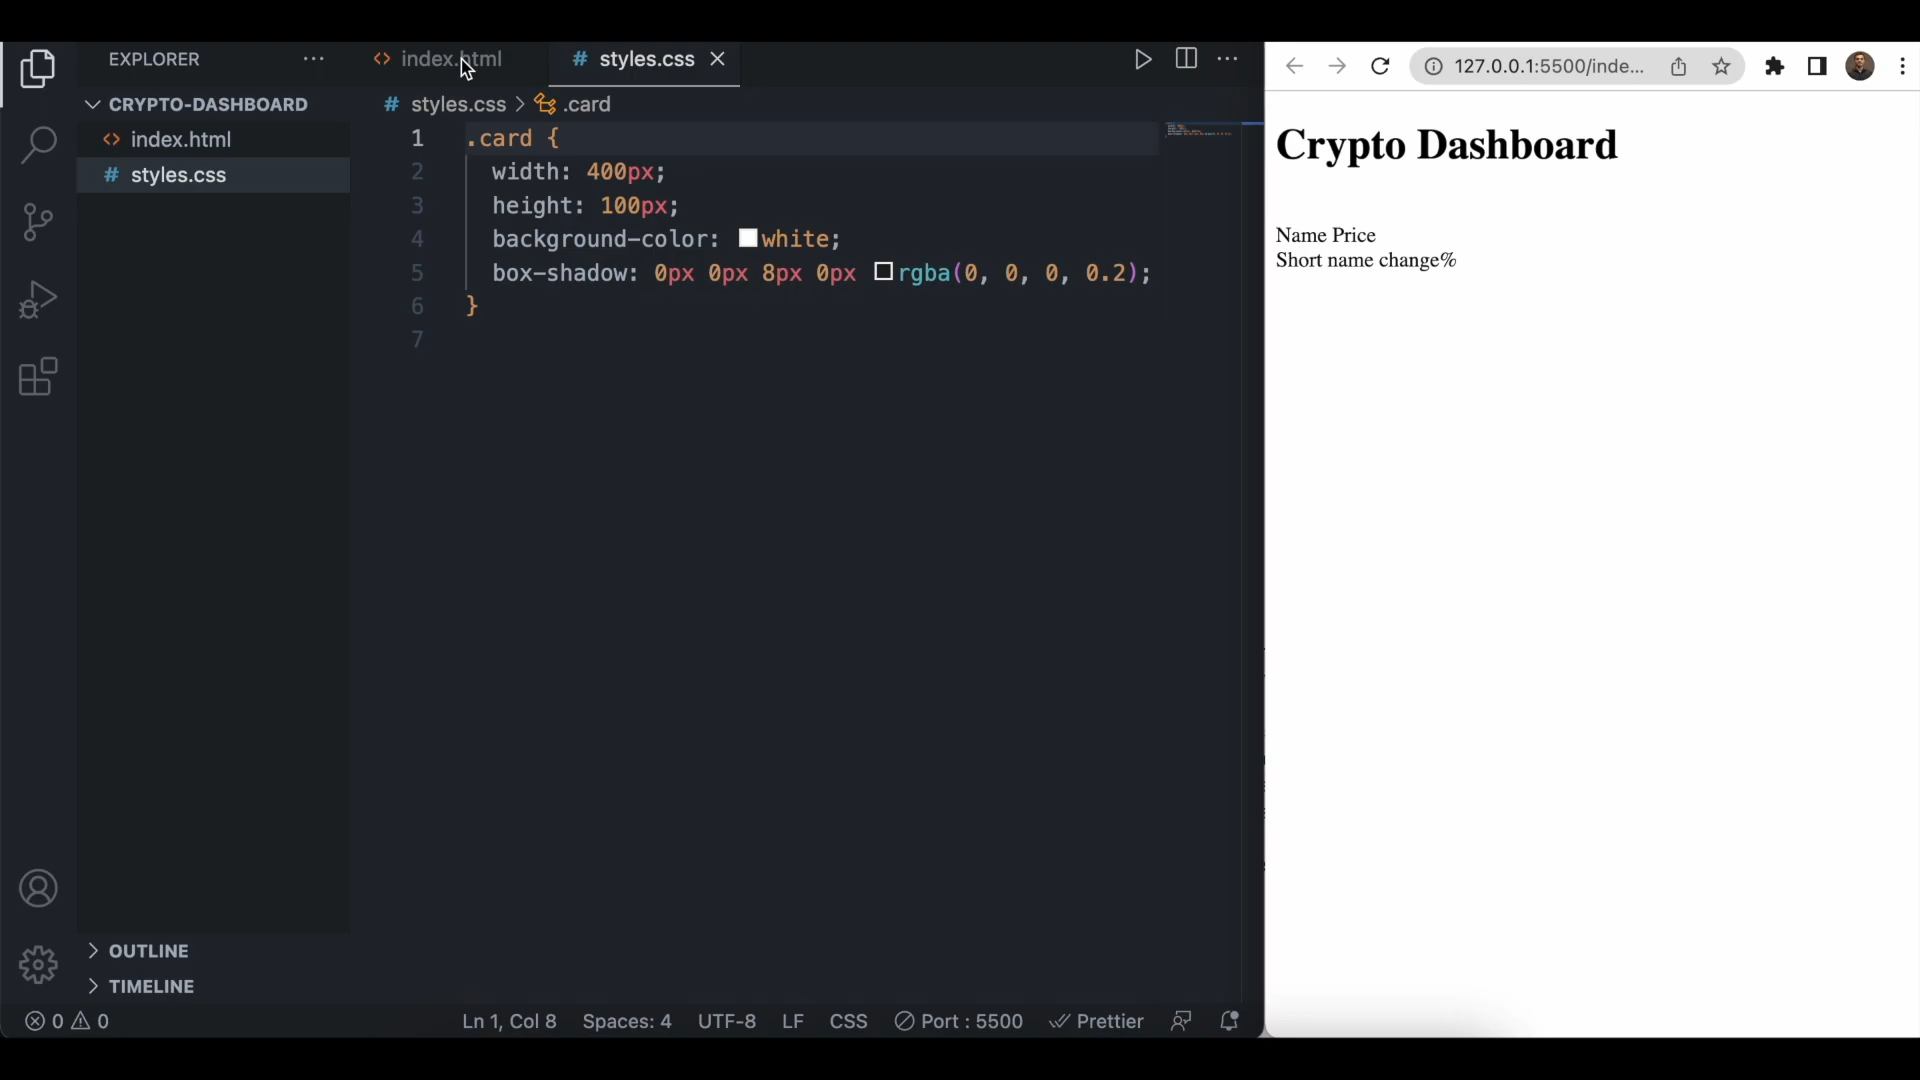 EXPLORER
CRYPTO-DASHBOARD
index.html
styles.css
OUTLINE
TIMELINE
index.html
styles.css
styles.css > .card
1 .card {
2 width: 400px;
3 height: 100px;
4 background-color: white;
5 box-shadow: 0px 0px 8px 0px rgba(0, 0, 0, 0.2);
6 }
7
0 0 Ln 1, Col 8 Spaces: 4 UTF-8 LF CSS Port : 5500 Prettier
127.0.0.1:5500/inde...
Crypto Dashboard
Name Price
Short name change%